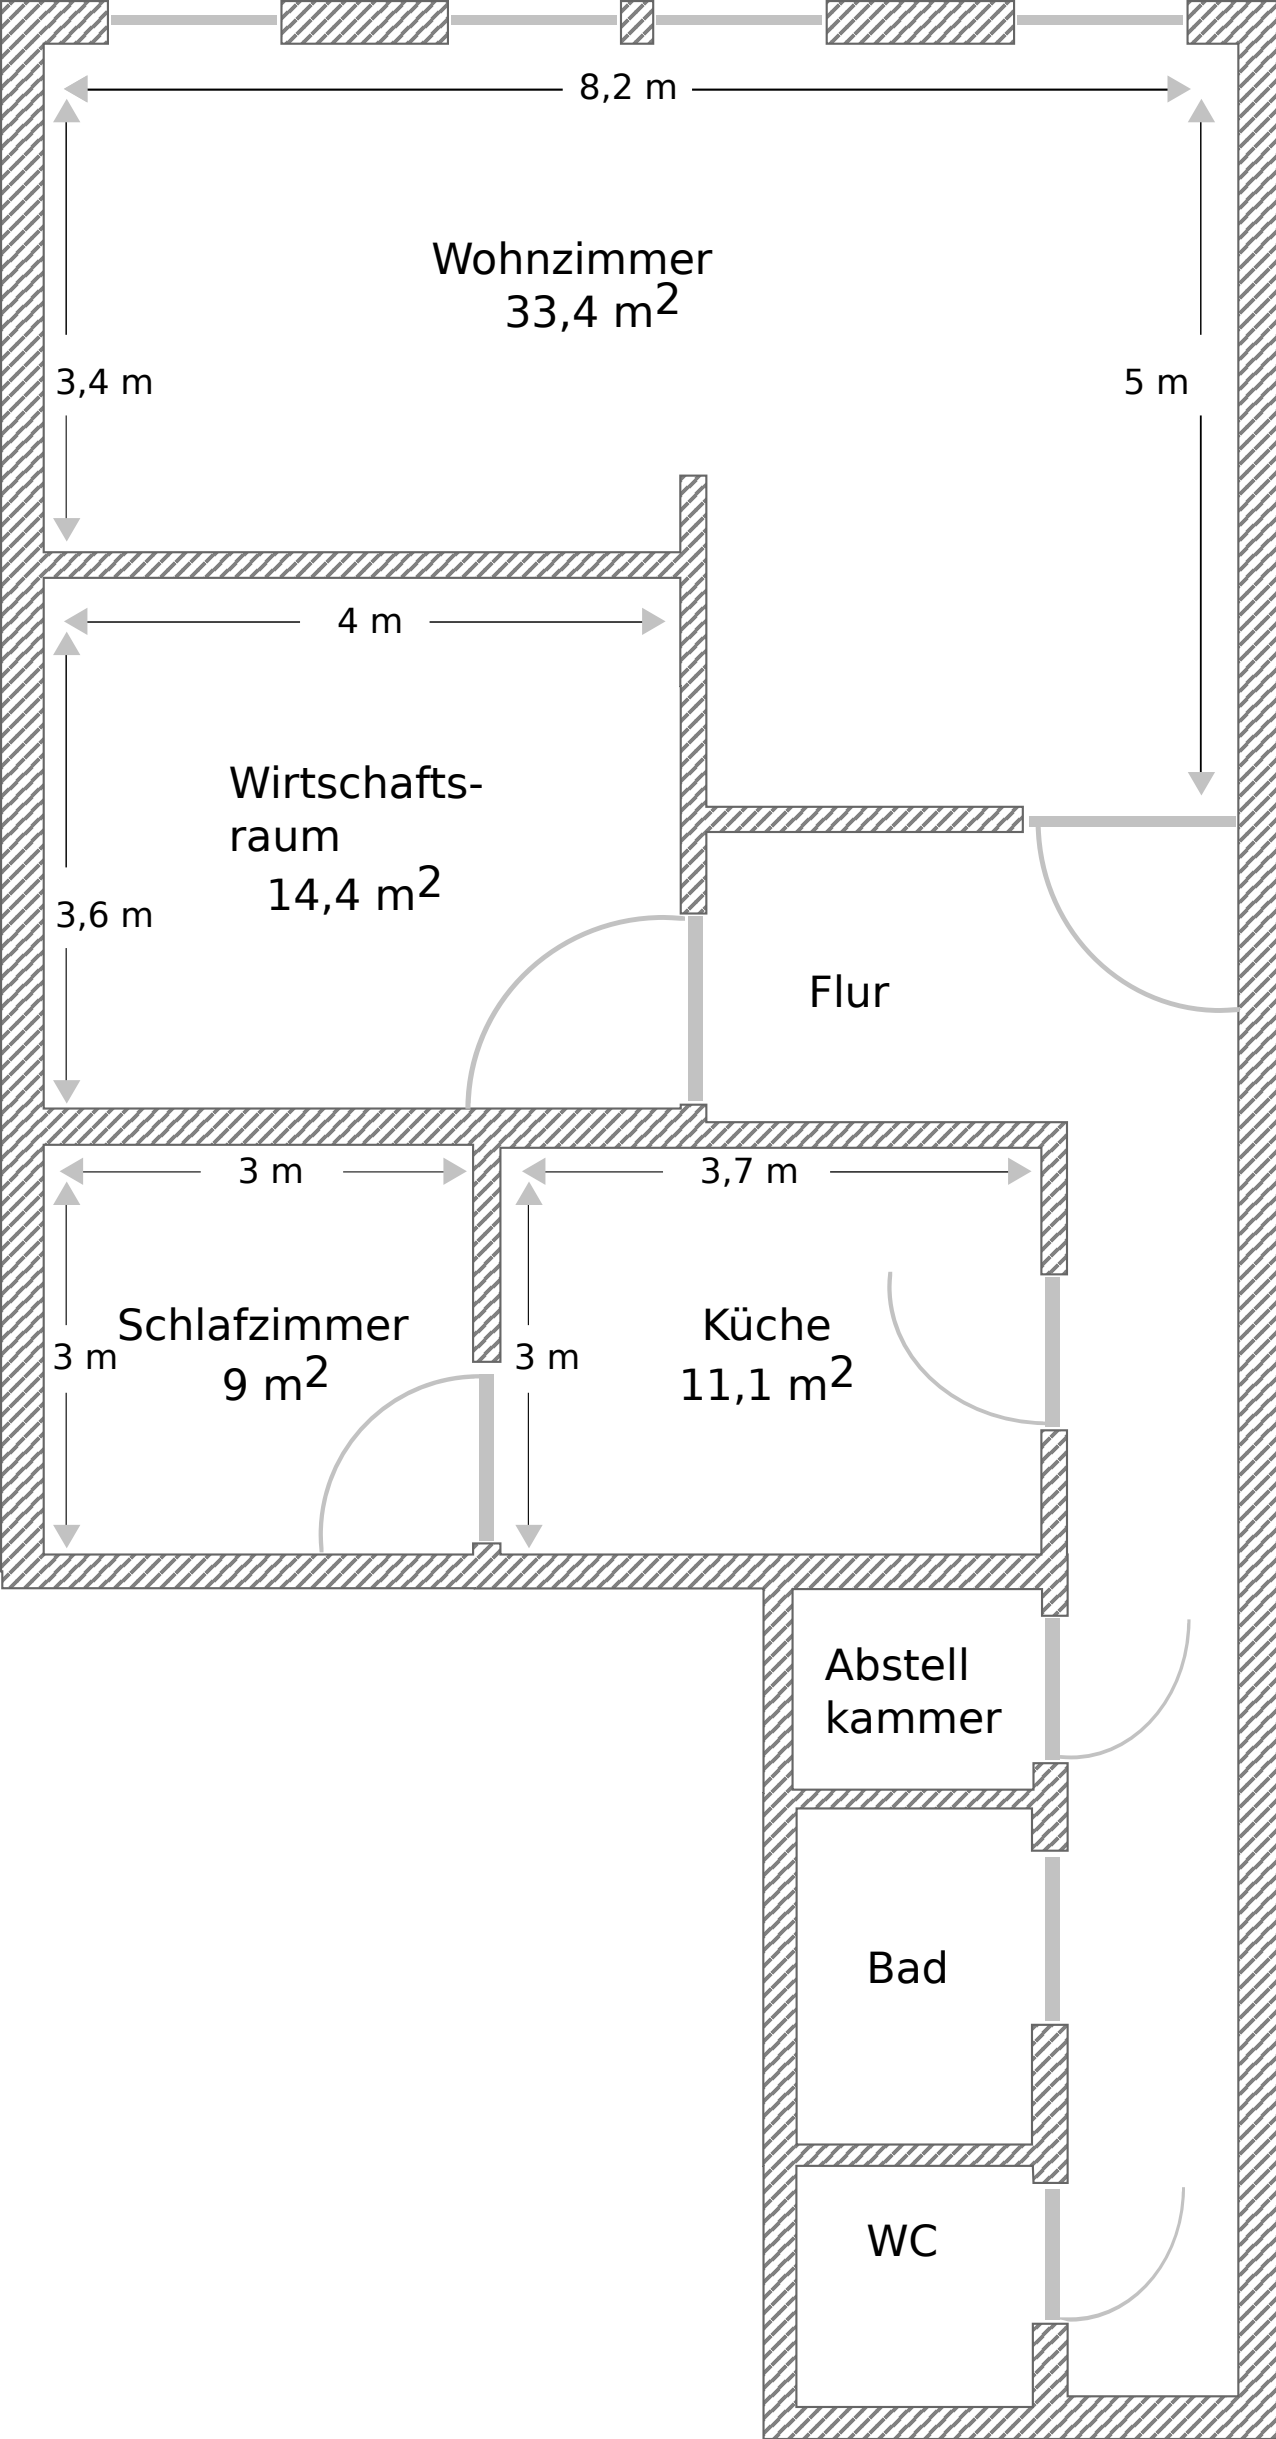 8,2 m
Wohnzimmer
33,4 m²
3,4 m
5 m
4 m
Wirtschafts-
raum
14,4 m²
3,6 m
Flur
3 m
3,7 m
Schlafzimmer
9 m²
3 m
Küche
11,1 m²
3 m
Abstell
kammer
Bad
WC